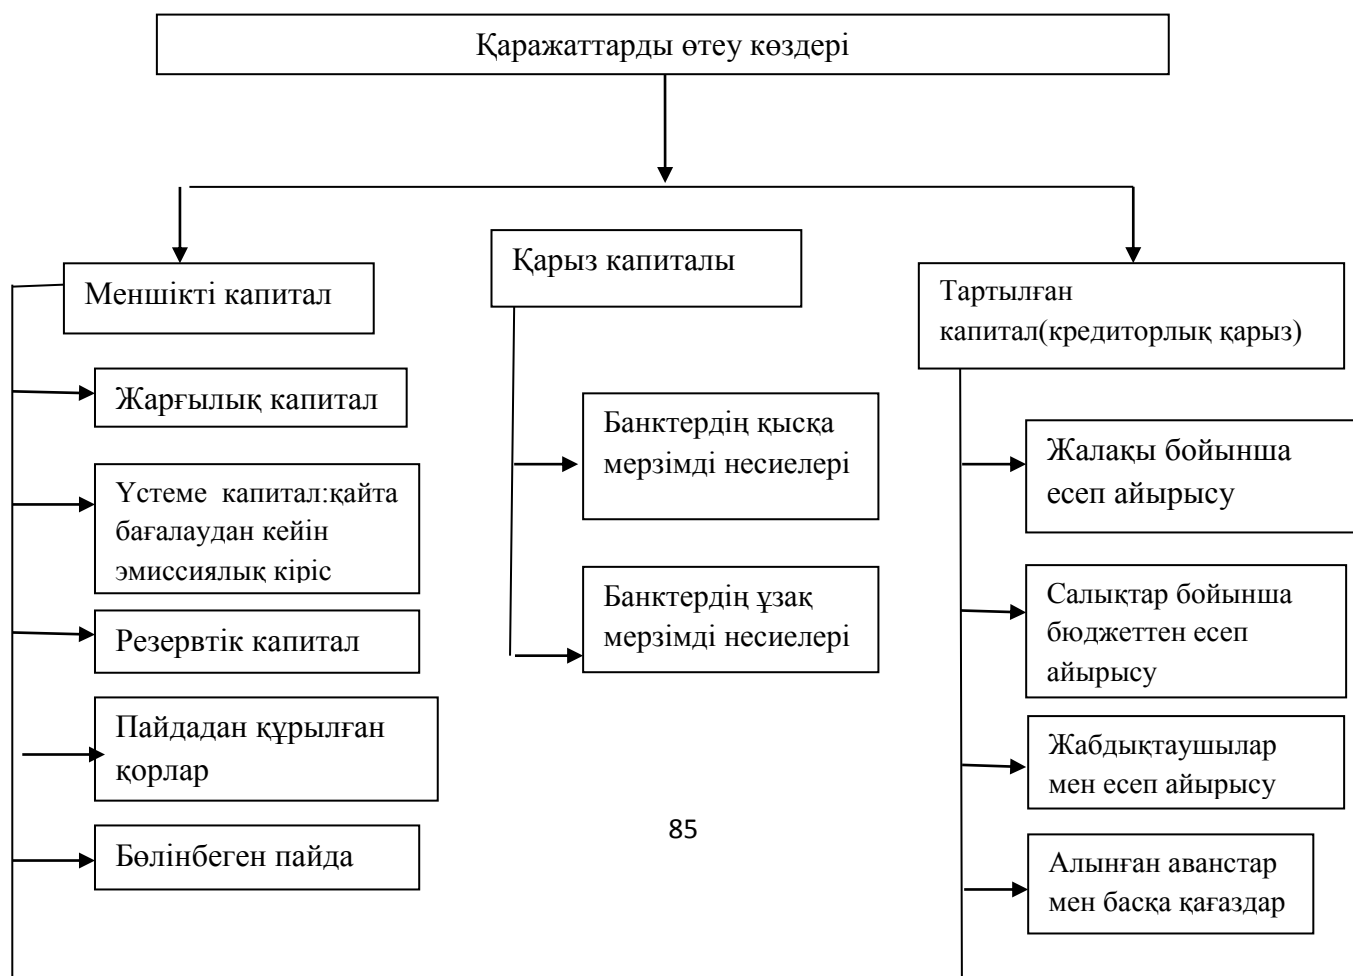 Қаражаттарды өтеу көздері
Меншікті капитал
Жарғылық капитал
Үстеме капитал:қайта
бағалаудан кейін
эмиссиялық кіріс
Резервтік капитал
Пайдадан құрылған
қорлар
Бөлінбеген пайда
Қарыз капиталы
Банктердің қысқа
мерзімді несиелері
Банктердің ұзақ
мерзімді несиелері
Тартылған
капитал(кредиторлық қарыз)
Жалақы бойынша
есеп айырысу
Салықтар бойынша
бюджеттен есеп
айырысу
Жабдықтаушылар
мен есеп айырысу
Алынған аванстар
мен басқа қағаздар
85